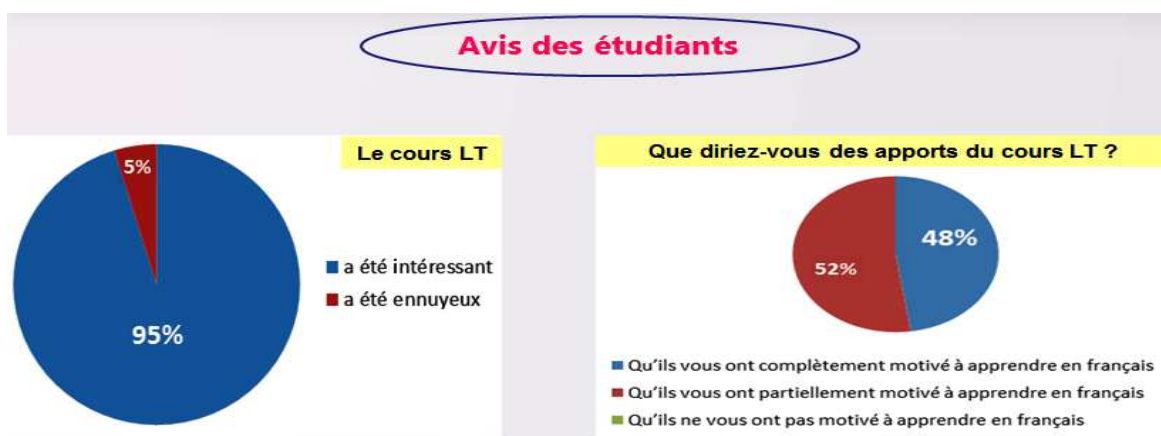 Avis des étudiants
Le cours LT
5%
95%
a été intéressant
a été ennuyeux
Que diriez-vous des apports du cours LT ?
48%
52%
Qu'ils vous ont complètement motivé à apprendre en français
Qu'ils vous ont partiellement motivé à apprendre en français
Qu'ils ne vous ont pas motivé à apprendre en français